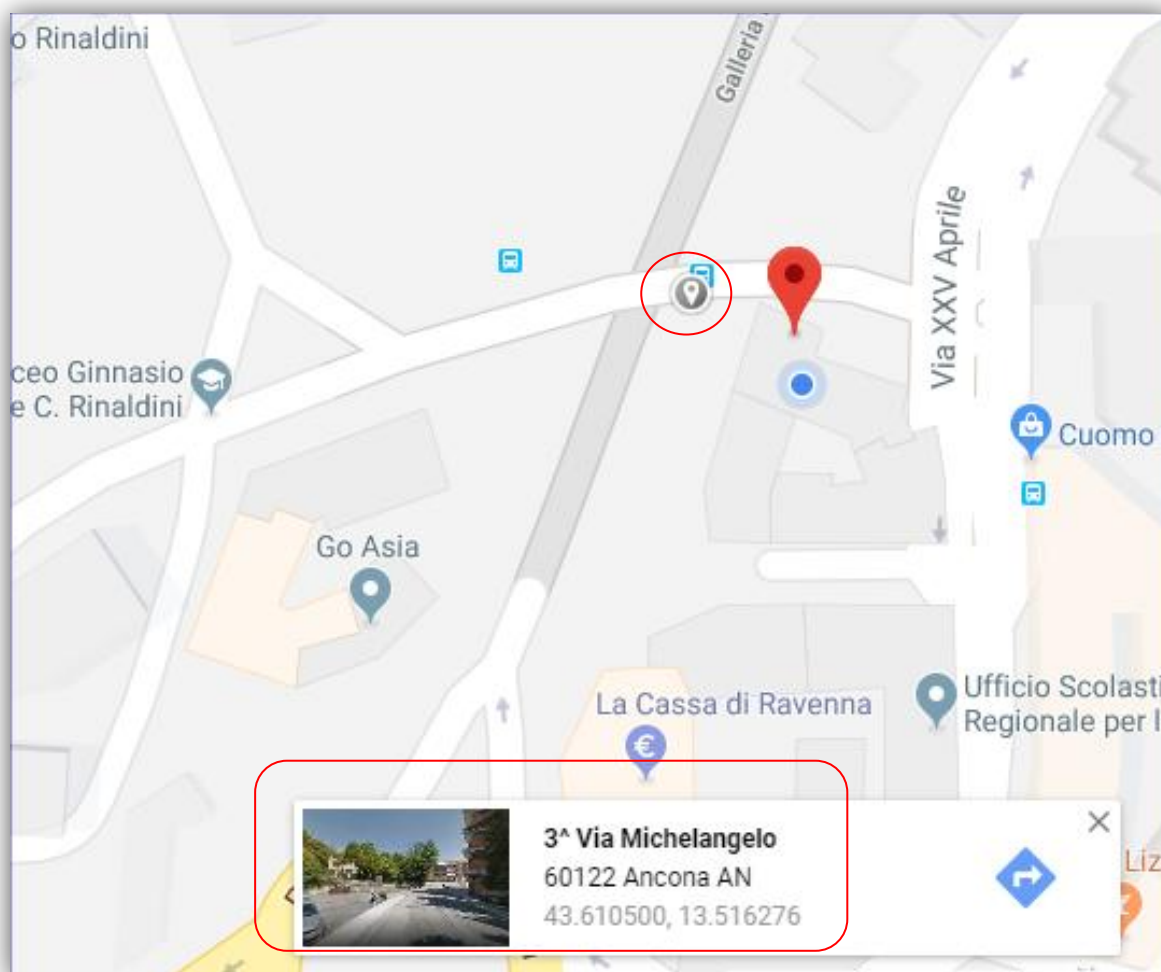 o Rinaldini
Galleria
Via XXV Aprile
ceo Ginnasio
e C. Rinaldini
Cuomo
Go Asia
Ufficio Scolasti
Regionale per l
La Cassa di Ravenna
€
3^ Via Michelangelo
60122 Ancona AN
43.610500, 13.516276
Liz